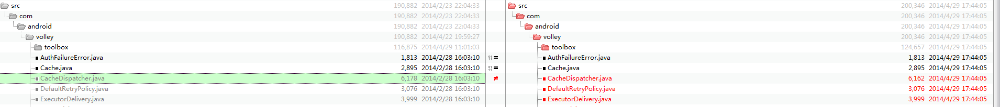 src 190,882 2014/2/23 22:04:33 src 200,346 2014/4/29 17:44:05
com 190,882 2014/2/23 22:04:33 com 200,346 2014/4/29 17:44:05
android 190,882 2014/2/23 22:04:33 android 200,346 2014/4/29 17:44:05
volley 190,882 2014/4/22 19:59:27 volley 200,346 2014/4/29 17:44:05
toolbox 116,875 2014/4/29 11:01:03 toolbox 124,657 2014/4/29 17:44:05
AuthFailureError.java 1,813 2014/2/28 16:03:10 = AuthFailureError.java 1,813 2014/4/29 17:44:05
Cache.java 2,895 2014/2/28 16:03:10 = Cache.java 2,895 2014/4/29 17:44:05
CacheDispatcher.java 6,178 2014/2/28 16:03:10 ≠ CacheDispatcher.java 6,162 2014/4/29 17:44:05
DefaultRetryPolicy.java 3,076 2014/2/28 16:03:10 DefaultRetryPolicy.java 3,076 2014/4/29 17:44:05
ExecutorDelivery.java 3,999 2014/2/28 16:03:10 ExecutorDelivery.java 3,999 2014/4/29 17:44:05